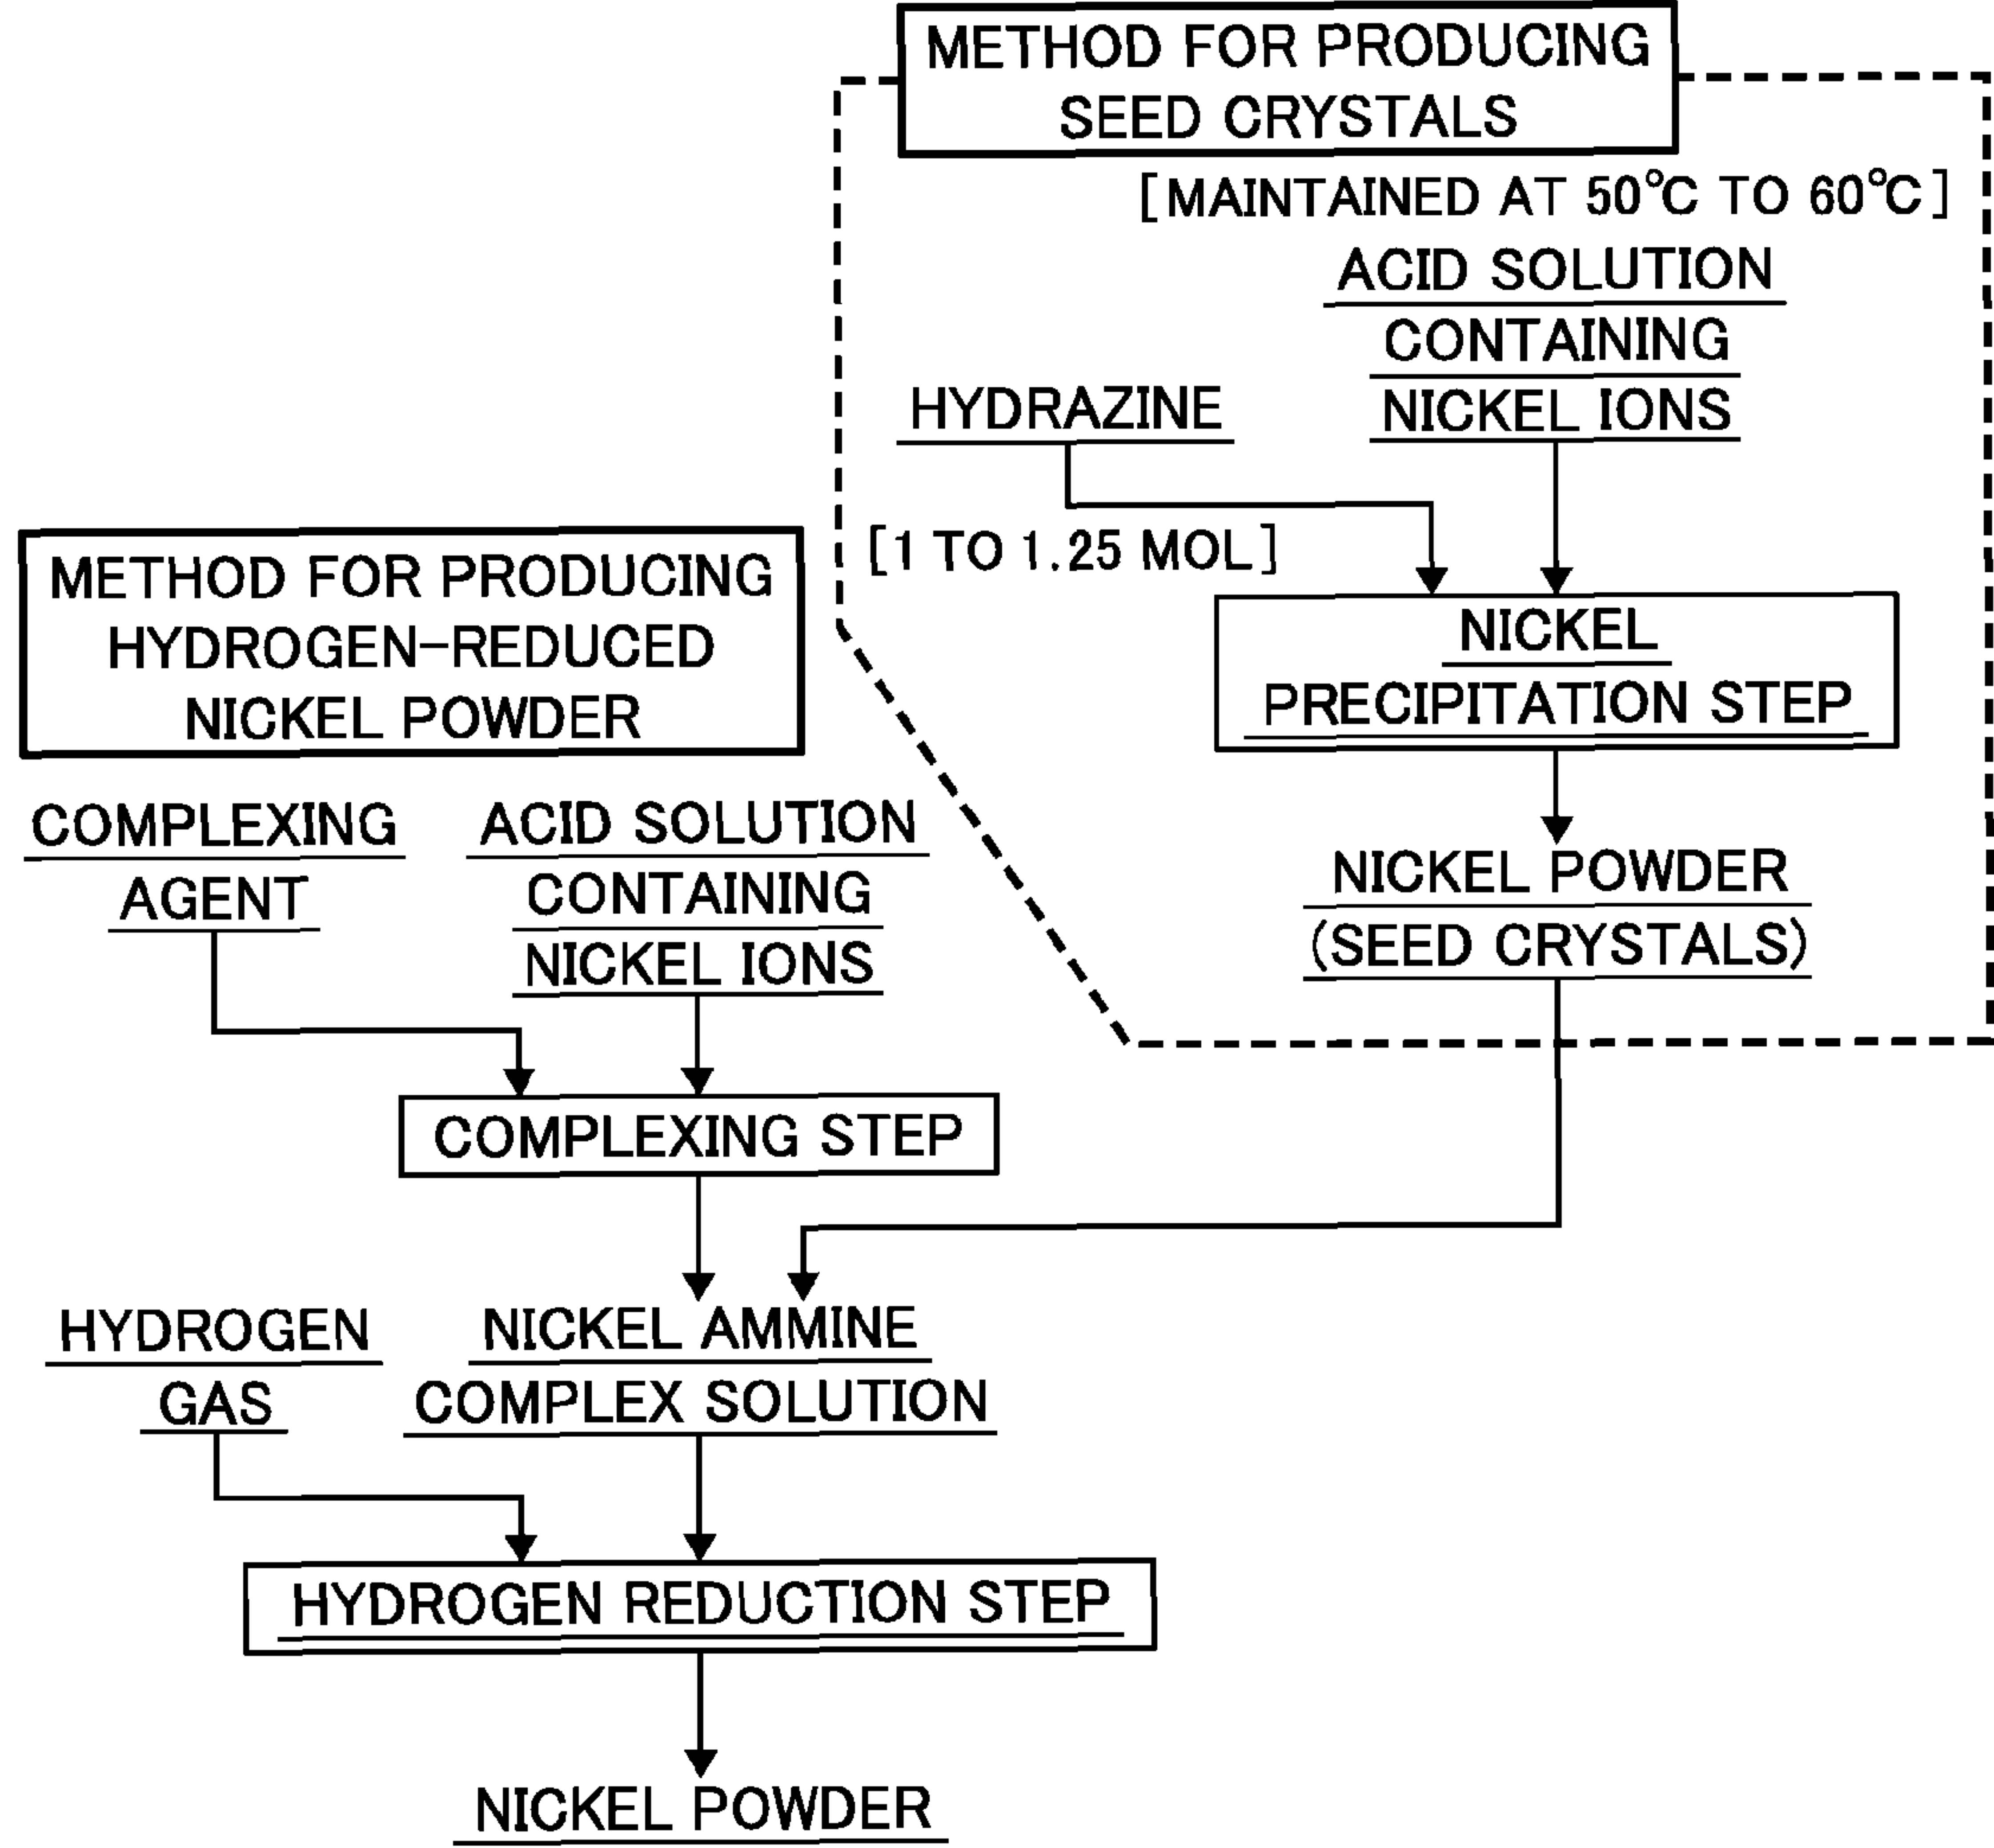 METHOD FOR PRODUCING
SEED CRYSTALS
[MAINTAINED AT 50°C TO 60°C]
ACID SOLUTION
CONTAINING
NICKEL IONS
HYDRAZINE
[1 TO 1.25 MOL]
NICKEL
PRECIPITATION STEP
NICKEL POWDER
(SEED CRYSTALS)
METHOD FOR PRODUCING
HYDROGEN-REDUCED
NICKEL POWDER
COMPLEXING
AGENT
ACID SOLUTION
CONTAINING
NICKEL IONS
COMPLEXING STEP
HYDROGEN
GAS
NICKEL AMMINE
COMPLEX SOLUTION
HYDROGEN REDUCTION STEP
NICKEL POWDER